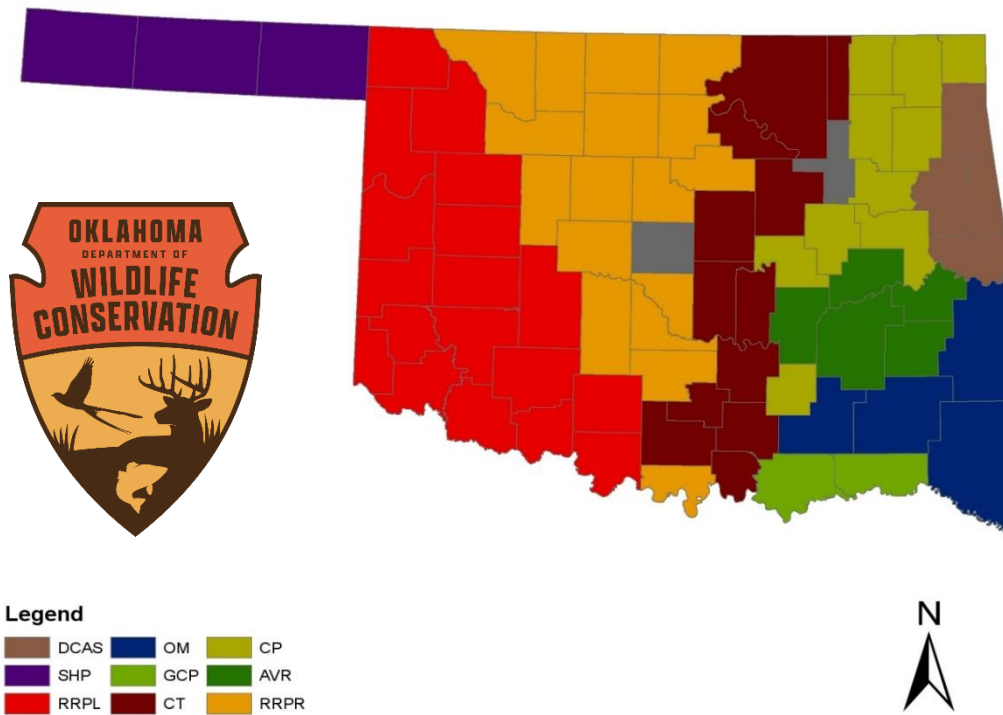 OKLAHOMA
DEPARTMENT OF
WILDLIFE
CONSERVATION
Legend
DCAS OM CP
SHP GCP AVR
RRPL CT RRPR
N